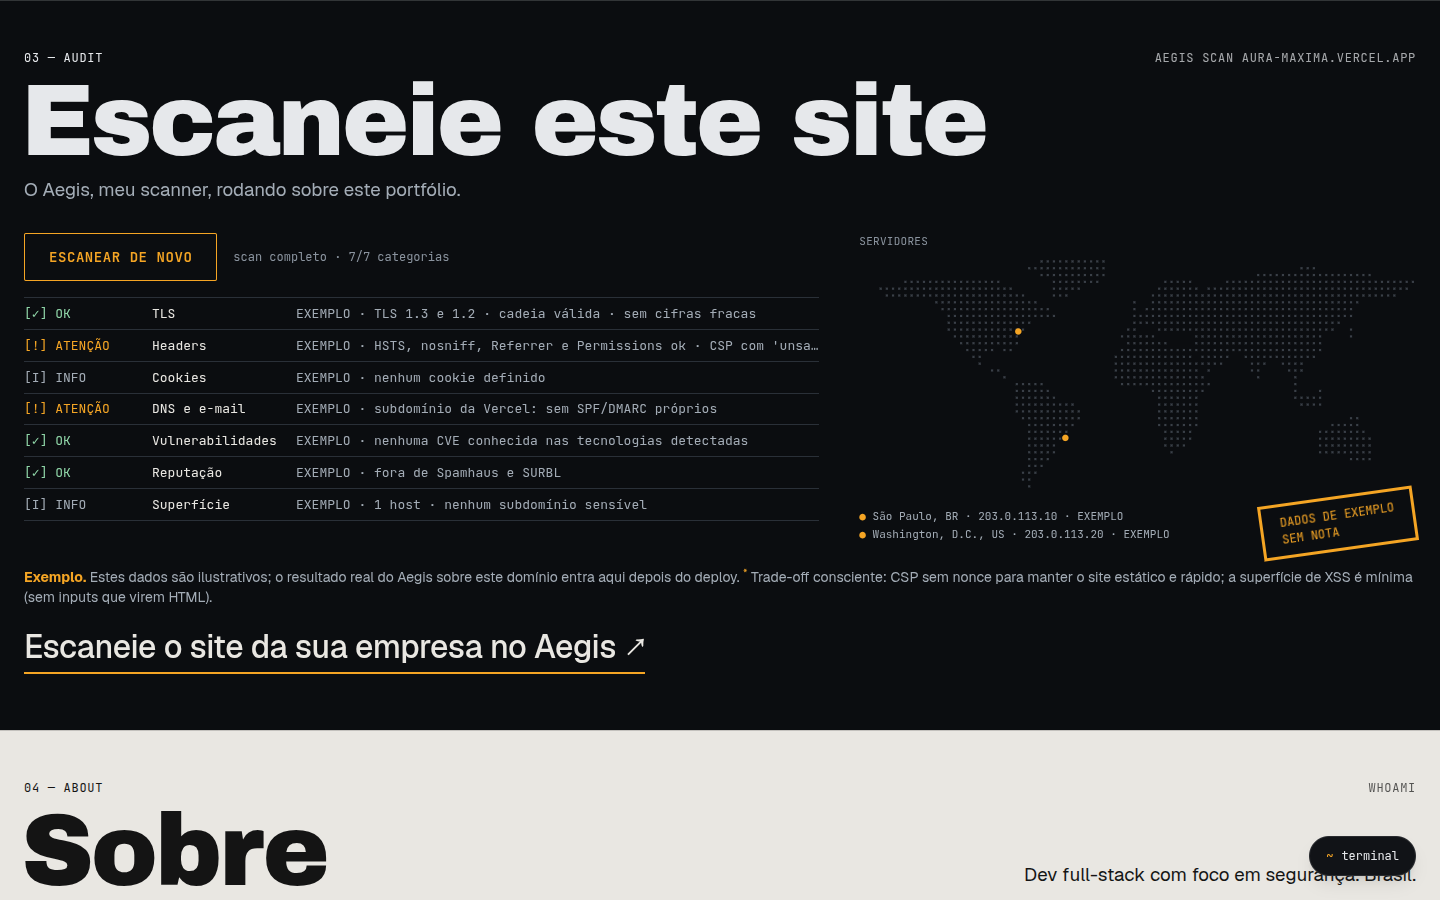 03 — AUDIT
AEGIS SCAN AURA-MAXIMA.VERCEL.APP
Escaneie este site
O Aegis, meu scanner, rodando sobre este portfólio.
ESCANEAR DE NOVO
scan completo · 7/7 categorias
[✓] OK TLS EXEMPLO · TLS 1.3 e 1.2 · cadeia válida · sem cifras fracas
[!] ATENÇÃO Headers EXEMPLO · HSTS, nosniff, Referrer e Permissions ok · CSP com 'unsa…
[I] INFO Cookies EXEMPLO · nenhum cookie definido
[!] ATENÇÃO DNS e e-mail EXEMPLO · subdomínio da Vercel: sem SPF/DMARC próprios
[✓] OK Vulnerabilidades EXEMPLO · nenhuma CVE conhecida nas tecnologias detectadas
[✓] OK Reputação EXEMPLO · fora de Spamhaus e SURBL
[I] INFO Superfície EXEMPLO · 1 host · nenhum subdomínio sensível
SERVIDORES
São Paulo, BR · 203.0.113.10 · EXEMPLO
Washington, D.C., US · 203.0.113.20 · EXEMPLO
DADOS DE EXEMPLO
SEM NOTA
Exemplo. Estes dados são ilustrativos; o resultado real do Aegis sobre este domínio entra aqui depois do deploy. * Trade-off consciente: CSP sem nonce para manter o site estático e rápido; a superfície de XSS é mínima
(sem inputs que virem HTML).
Escaneie o site da sua empresa no Aegis ↗
04 — ABOUT
WHOAMI
Sobre
~ terminal
Dev full-stack com foco em segurança. Brasil.